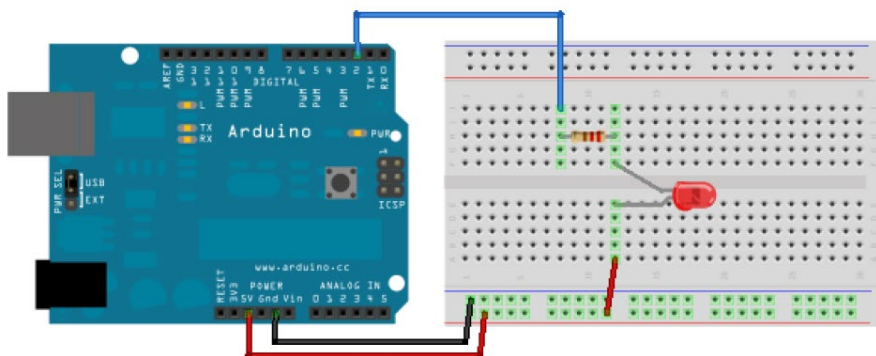 AREF
GND
13
12
11
10
9
8
7
6
5
4
3
2
1
0
PWM
PWM
PWM
PWM
PWM
PWM
TX
RX
DIGITAL
L
TX
RX
Arduino
PWR
1
PWR SEL
USB
EXT
ICSP
www.arduino.cc
POWER
ANALOG IN
RESET
3V3
5V
Gnd
Vin
0 1 2 3 4 5